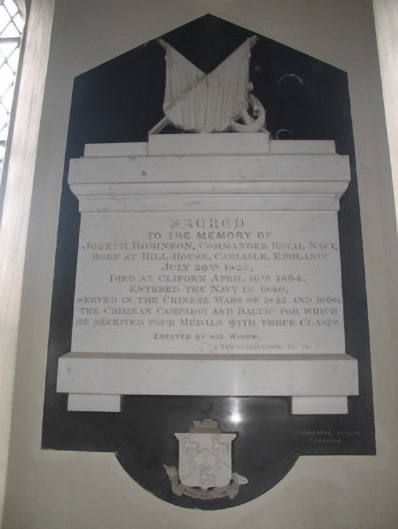 SACRED
TO THE MEMORY OF
JOSEPH ROBINSON, COMMANDER ROYAL NAVY,
BORN AT HILL-HOUSE, CARLISLE, ENGLAND,
JULY 29TH 1825,
DIED AT CLIFDEN APRIL 16TH 1864.
ENTERED THE NAVY IN 1840,
SERVED IN THE CHINESE WARS OF 1842 AND 1860,
THE CRIMEAN CAMPAIGN AND BALTIC FOR WHICH
HE RECEIVED FOUR MEDALS WITH THREE CLASPS.
ERECTED BY HIS WIDOW.